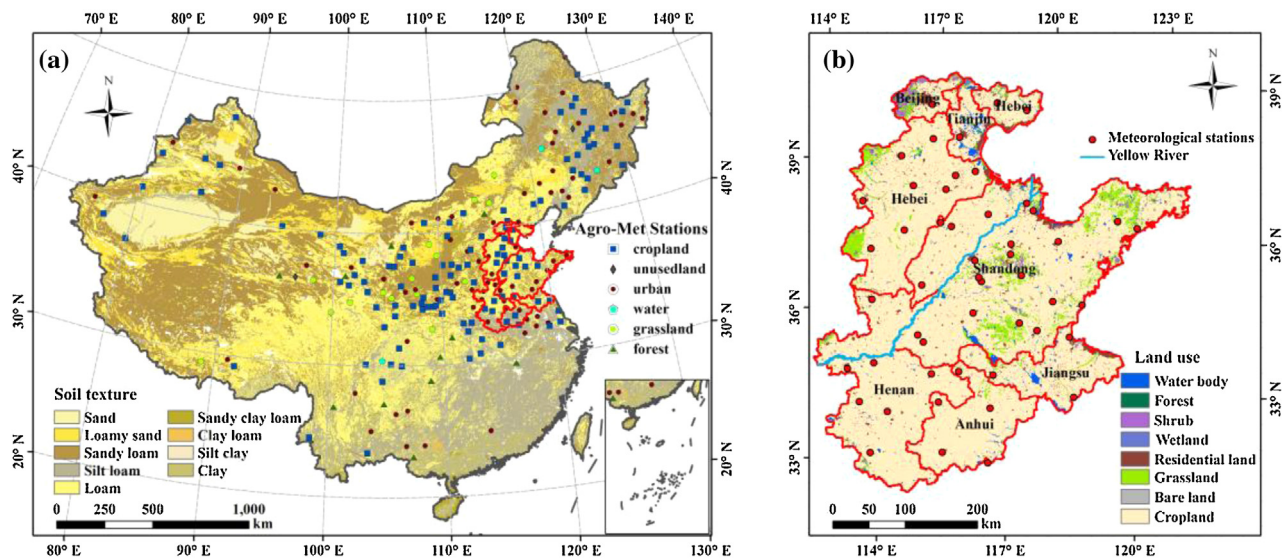 70° E
80° E
90° E
100° E
110° E
120° E
130° E
140° E
(a)
N
40° N
30° N
20° N
40° N
30° N
20° N
Agro-Met Stations
cropland
unusedland
urban
water
grassland
forest
Soil texture
Sand
Loamy sand
Sandy loam
Silt loam
Loam
Sandy clay loam
Clay loam
Silt clay
Clay
0 250 500 1,000
km
80° E
90° E
100° E
110° E
120° E
130° E
114° E
117° E
120° E
123° E
(b)
N
39° N
36° N
33° N
39° N
36° N
33° N
Meteorological stations
Yellow River
Beijing
Hebei
Tianjin
Hebei
Shandong
Henan
Jiangsu
Anhui
Land use
Water body
Forest
Shrub
Wetland
Residential land
Grassland
Bare land
Cropland
0 50 100 200
km
114° E
117° E
120° E